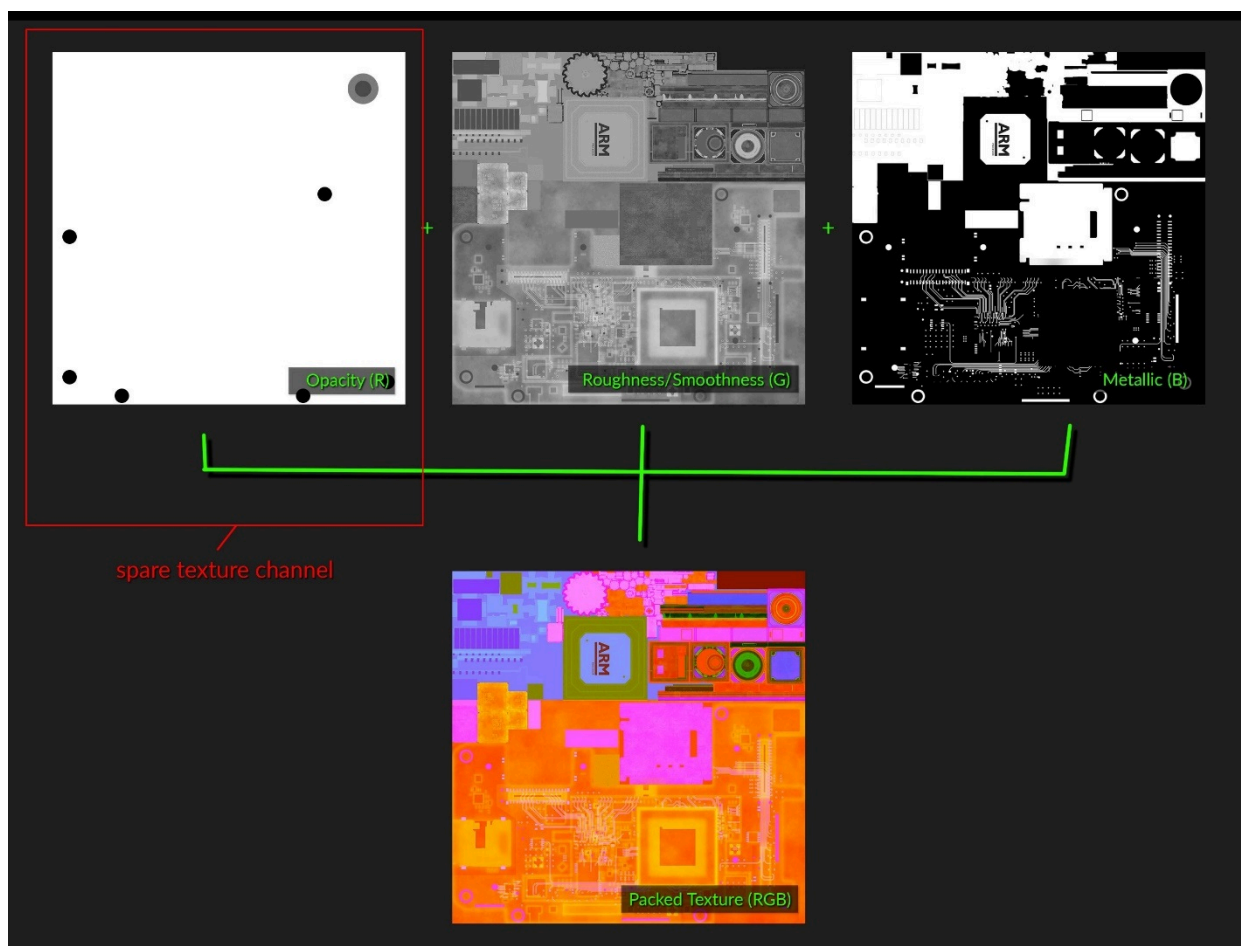 ARM
ARM
+
+
Opacity (R)
Roughness/Smoothness (G)
Metallic (B)
spare texture channel
ARM
Packed Texture (RGB)